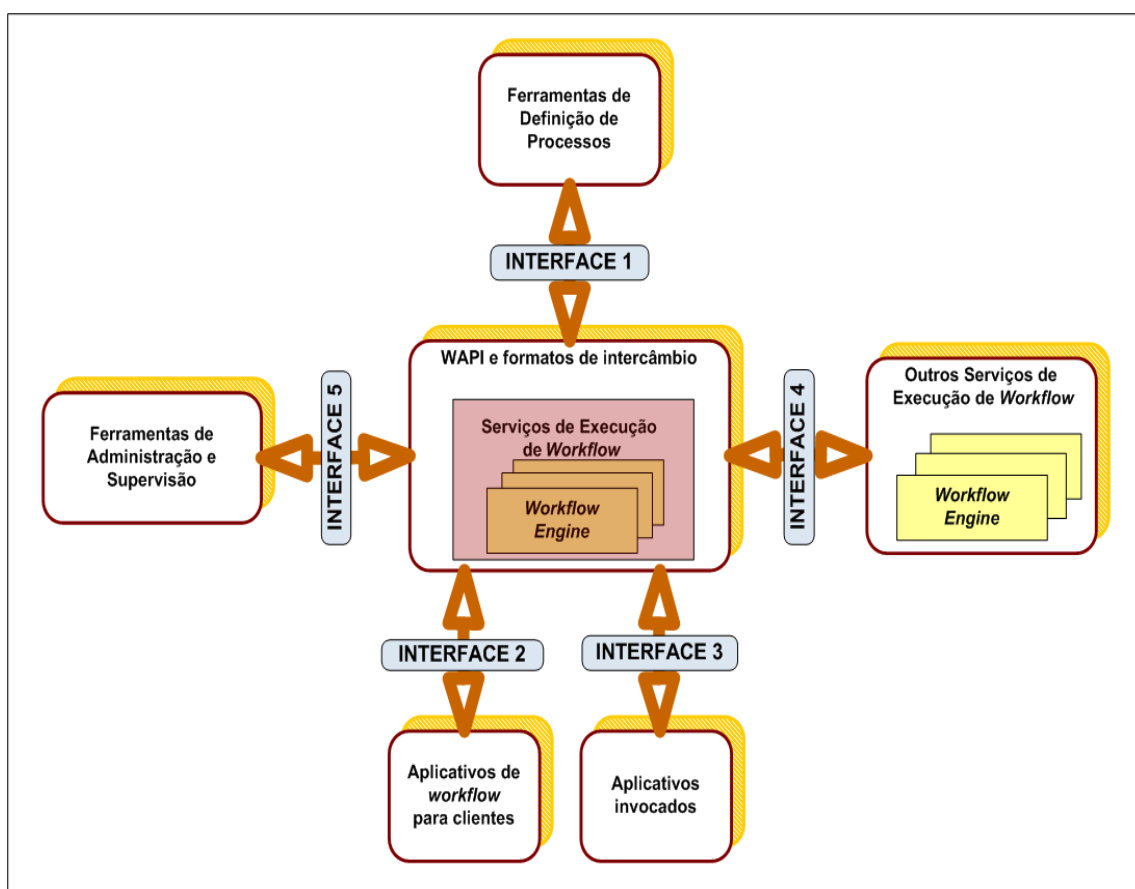 Ferramentas de
Definição de
Processos
INTERFACE 1
WAPI e formatos de intercâmbio
Serviços de Execução
de Workflow
Workflow
Engine
INTERFACE 5
Ferramentas de
Administração e
Supervisão
INTERFACE 4
Outros Serviços de
Execução de Workflow
Workflow
Engine
INTERFACE 2
INTERFACE 3
Aplicativos de
workflow
para clientes
Aplicativos
invocados